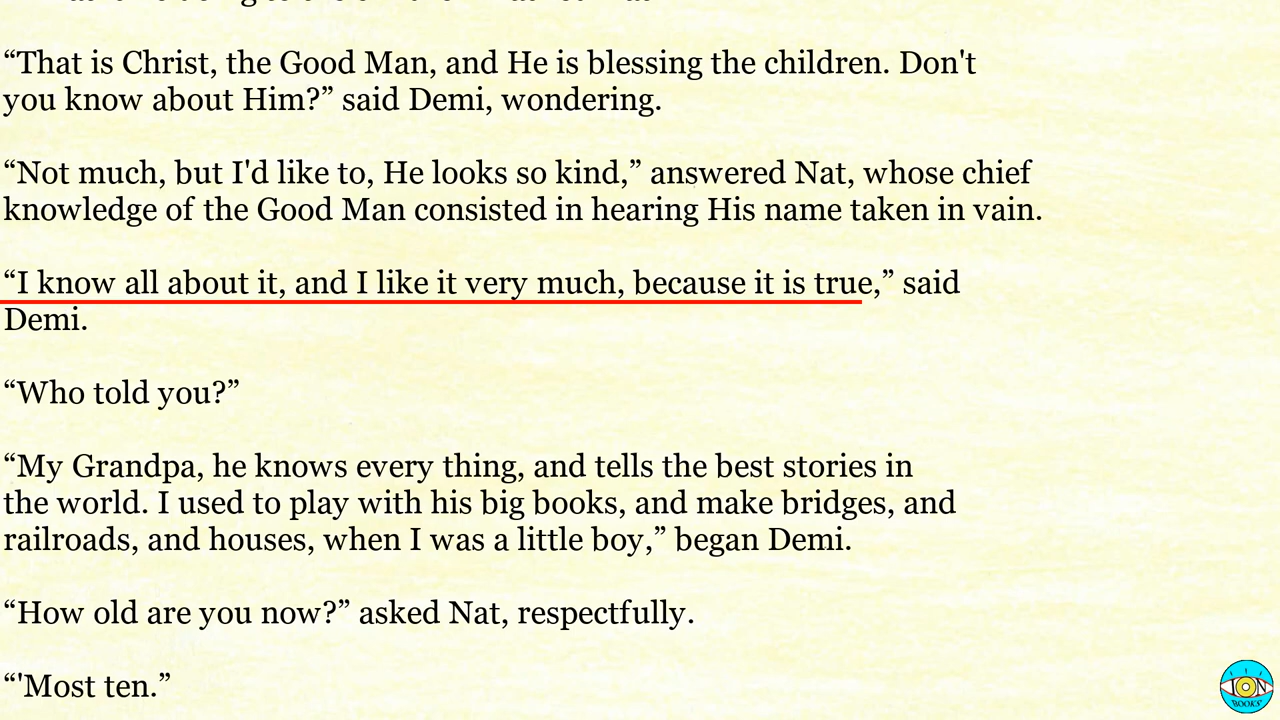 “That is Christ, the Good Man, and He is blessing the children. Don't
you know about Him?” said Demi, wondering.
“Not much, but I'd like to, He looks so kind,” answered Nat, whose chief
knowledge of the Good Man consisted in hearing His name taken in vain.
“I know all about it, and I like it very much, because it is true,” said
Demi.
“Who told you?”
“My Grandpa, he knows every thing, and tells the best stories in
the world. I used to play with his big books, and make bridges, and
railroads, and houses, when I was a little boy,” began Demi.
“How old are you now?” asked Nat, respectfully.
“'Most ten.”
ION
BOOKS